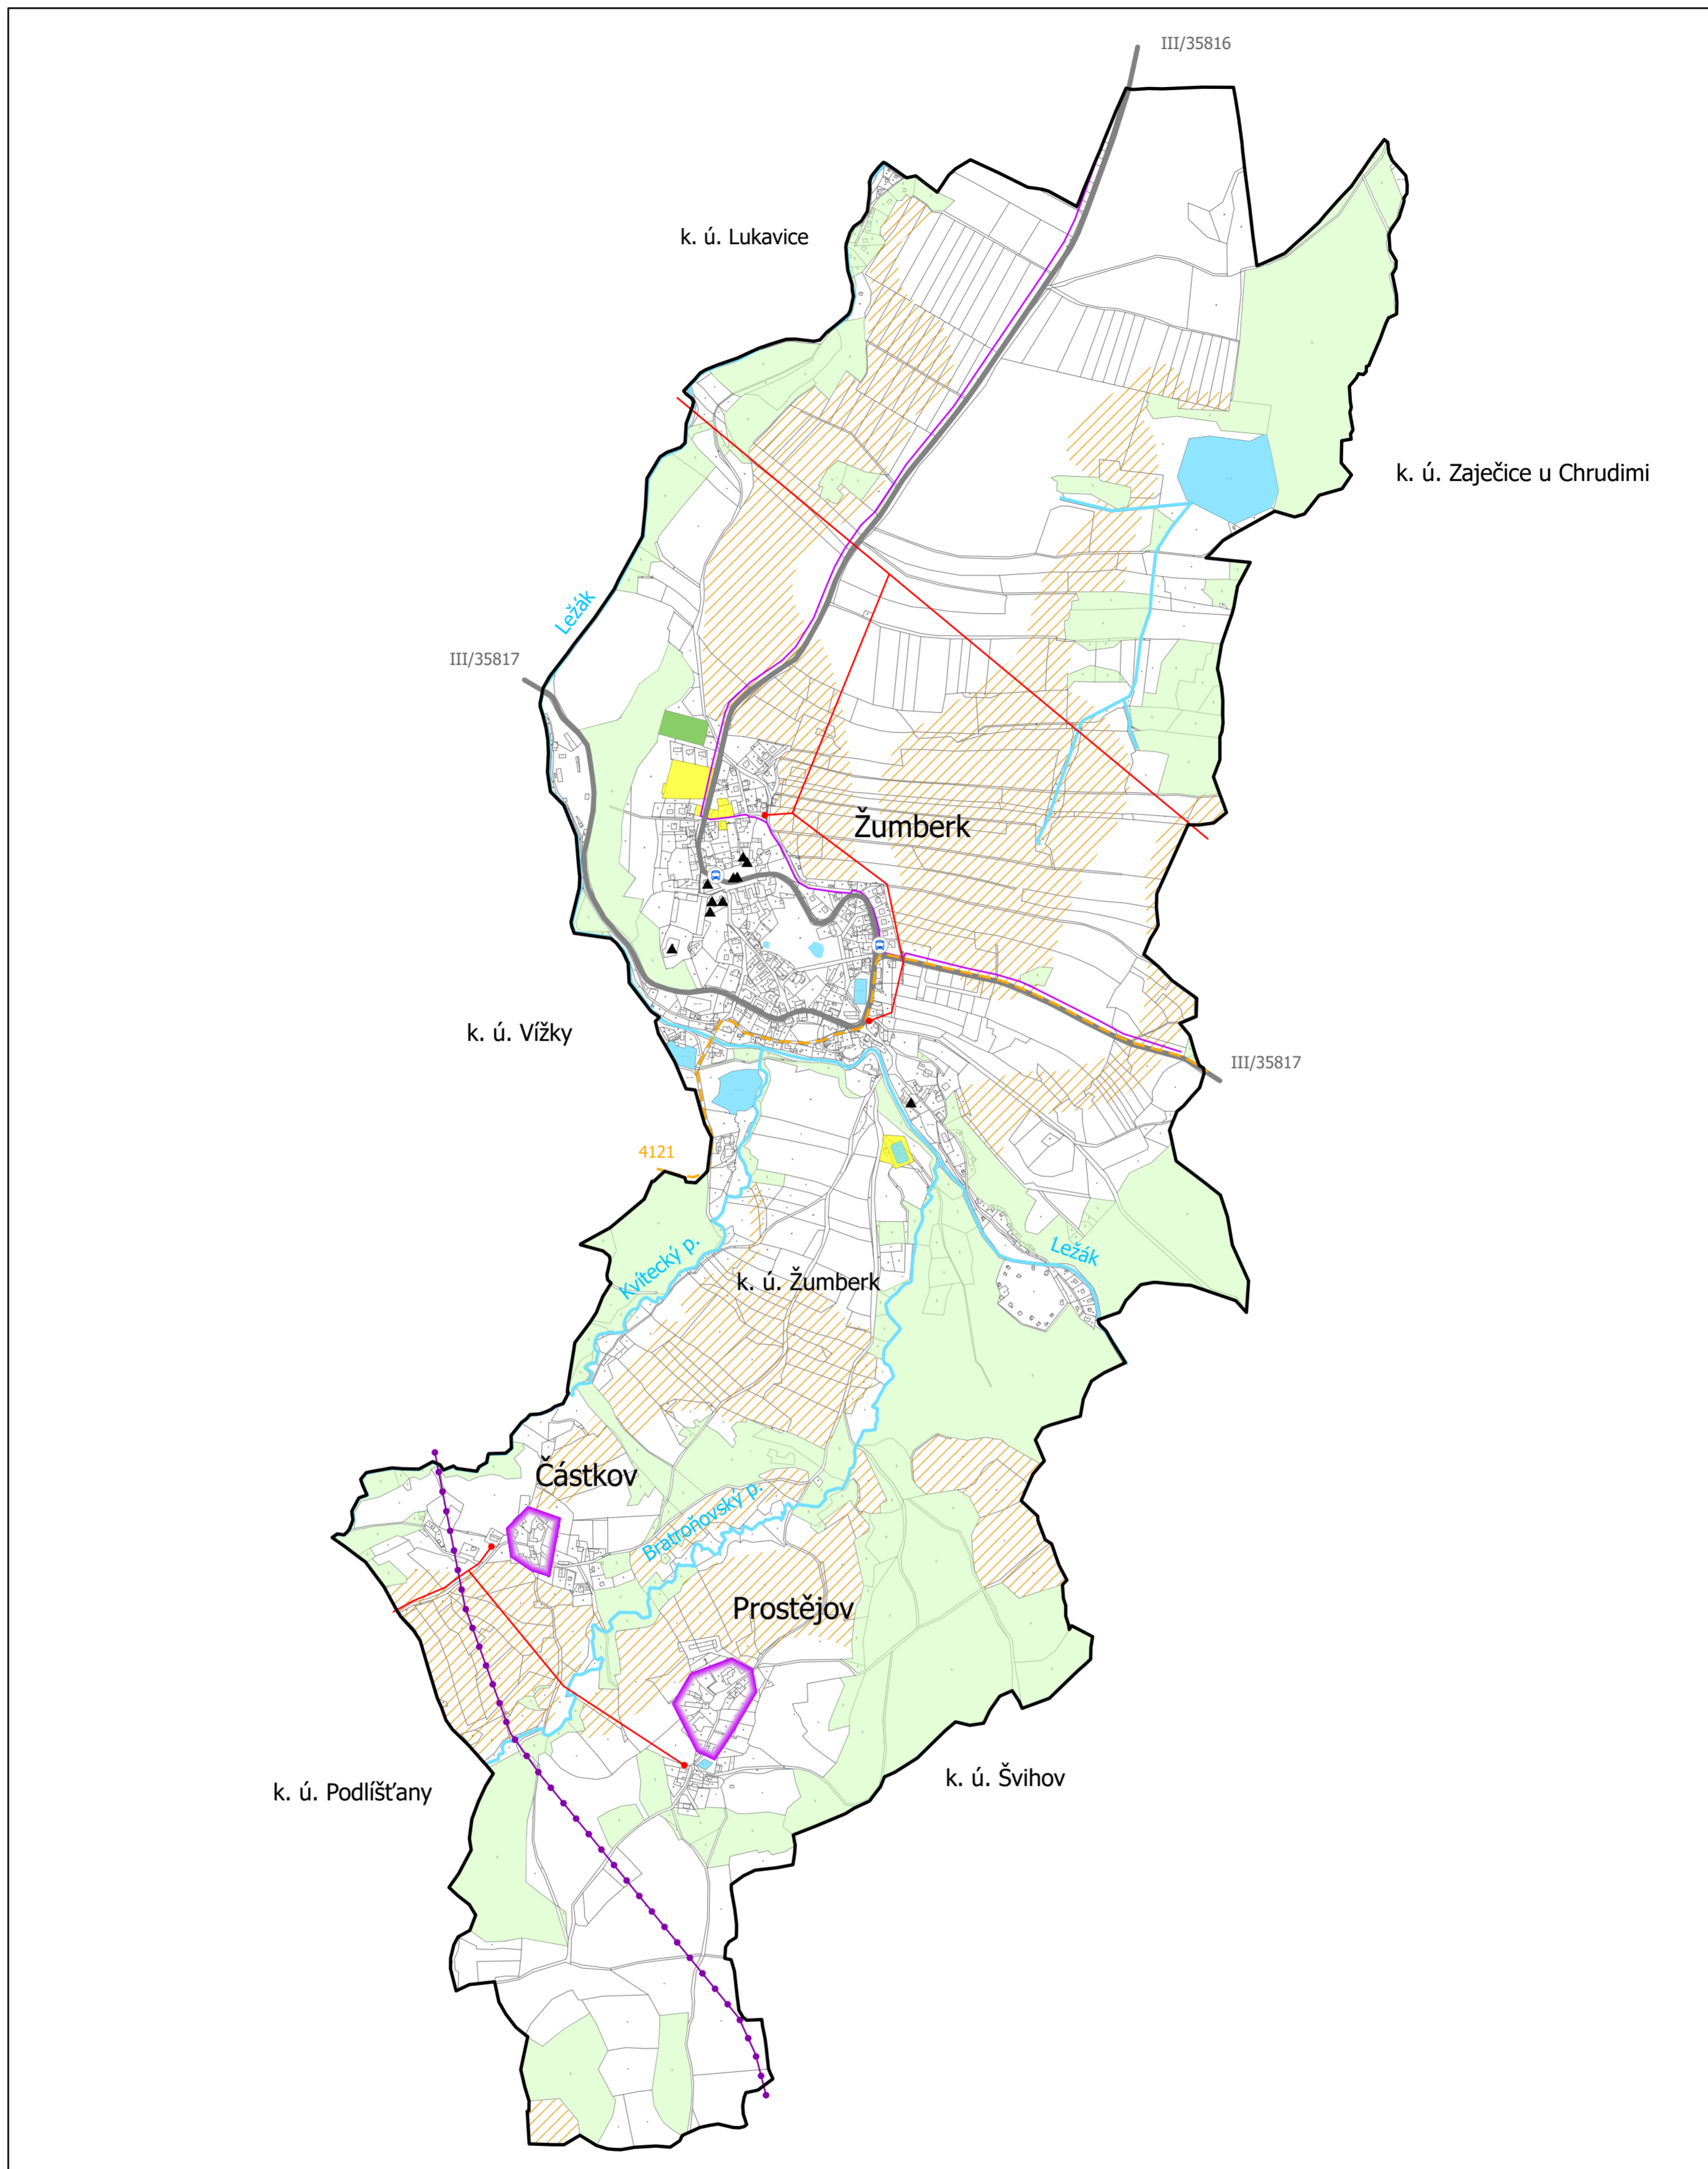 III/35816
k. ú. Lukavice
k. ú. Zaječice u Chrudimi
Ležák
III/35817
Žumberk
k. ú. Vížky
III/35817
4121
Ležák
Kvítecký p.
k. ú. Žumberk
Částkov
Bratroňovský p.
Prostějov
k. ú. Švihov
k. ú. Podlíšťany